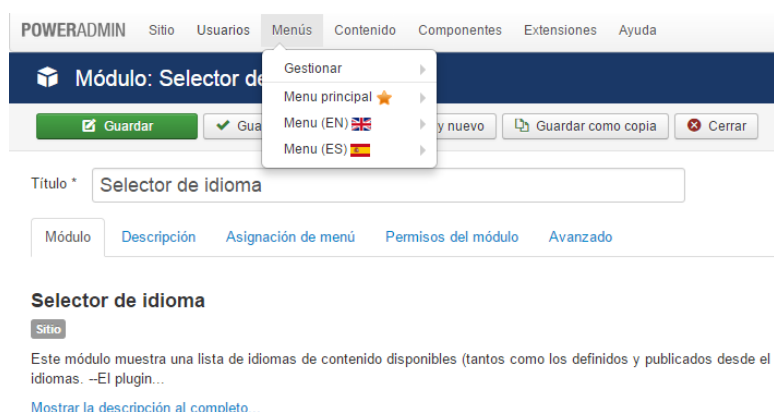 POWERADMIN Sitio Usuarios Menús Contenido Componentes Extensiones Ayuda
Gestionar
Módulo: Selector de
Menu principal
Menu (EN)
Menu (ES)
Guardar Gua y nuevo Guardar como copia Cerrar
Título * Selector de idioma
Módulo Descripción Asignación de menú Permisos del módulo Avanzado
Selector de idioma
Sitio
Este módulo muestra una lista de idiomas de contenido disponibles (tantos como los definidos y publicados desde el
idiomas. --El plugin...
Mostrar la descripción al completo...